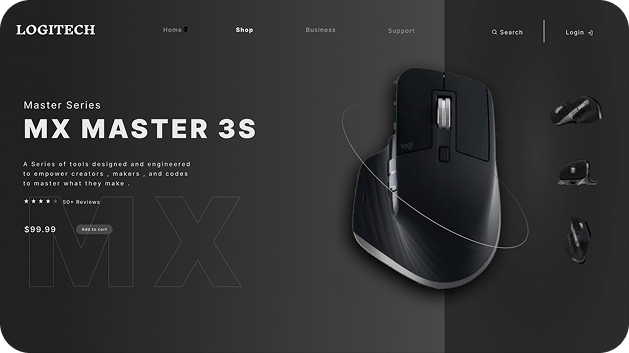 LOGITECH
Home
Shop
Business
Support
Search
Login
Master Series
MX MASTER 3S
A Series of tools designed and engineered
to empower creators , makers , and codes
to master what they make .
50+ Reviews
$99.99
Add to cart
MX
logi